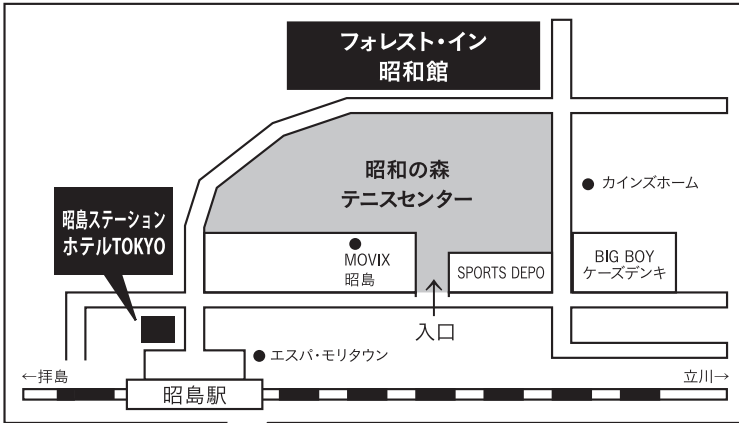 フォレスト・イン
昭和館
昭和の森
テニスセンター
カインズホーム
昭島ステーション
ホテルTOKYO
MOVIX
昭島
SPORTS DEPO
BIG BOY
ケーズデンキ
入口
エスパ・モリタウン
←拝島
立川→
昭島駅